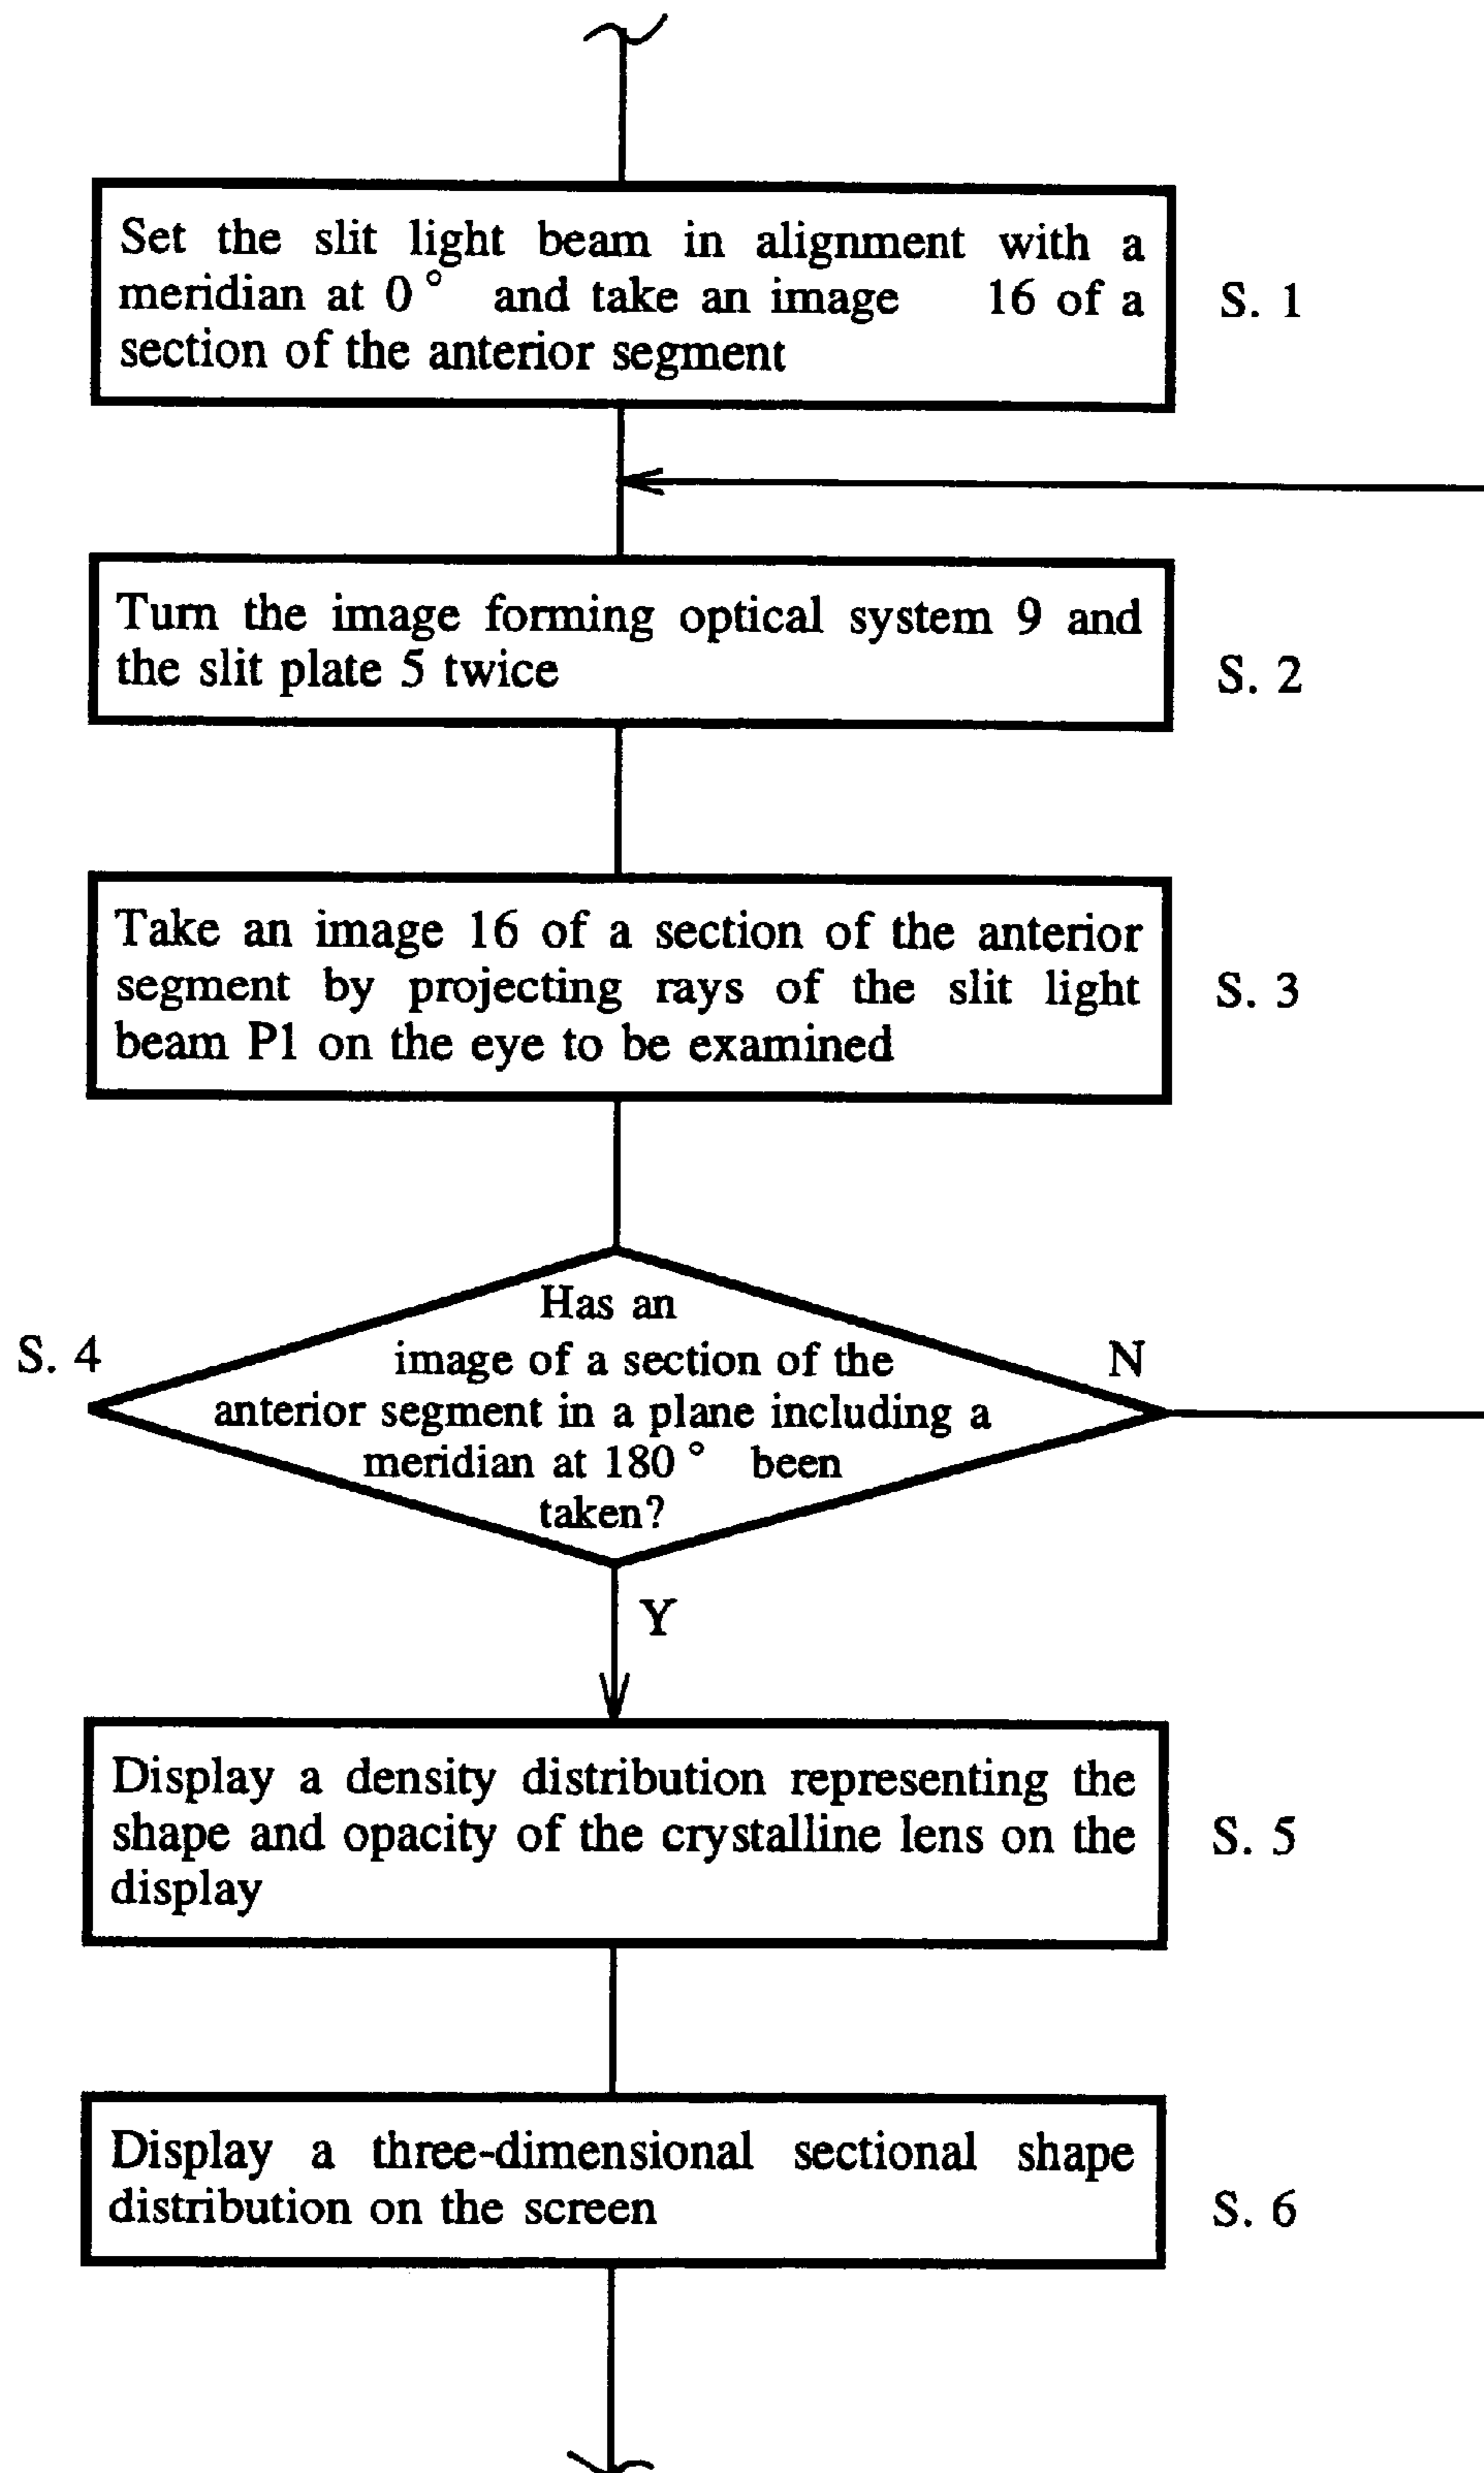 Set the slit light beam in alignment with a
meridian at 0° and take an image 16 of a
section of the anterior segment
S. 1
Turn the image forming optical system 9 and
the slit plate 5 twice
S. 2
Take an image 16 of a section of the anterior
segment by projecting rays of the slit light
beam P1 on the eye to be examined
S. 3
S. 4
Has an
image of a section of the
anterior segment in a plane including a
meridian at 180° been
taken?
N
Y
Display a density distribution representing the
shape and opacity of the crystalline lens on the
display
S. 5
Display a three-dimensional sectional shape
distribution on the screen
S. 6